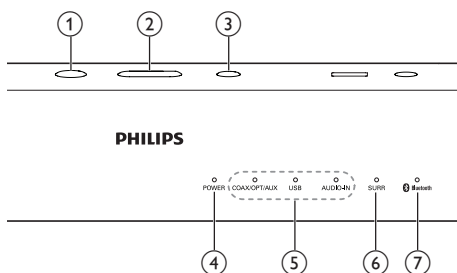 1 2 3
PHILIPS
POWER COAX/OPT/AUX USB AUDIO-IN SURR Bluetooth
4 5 6 7